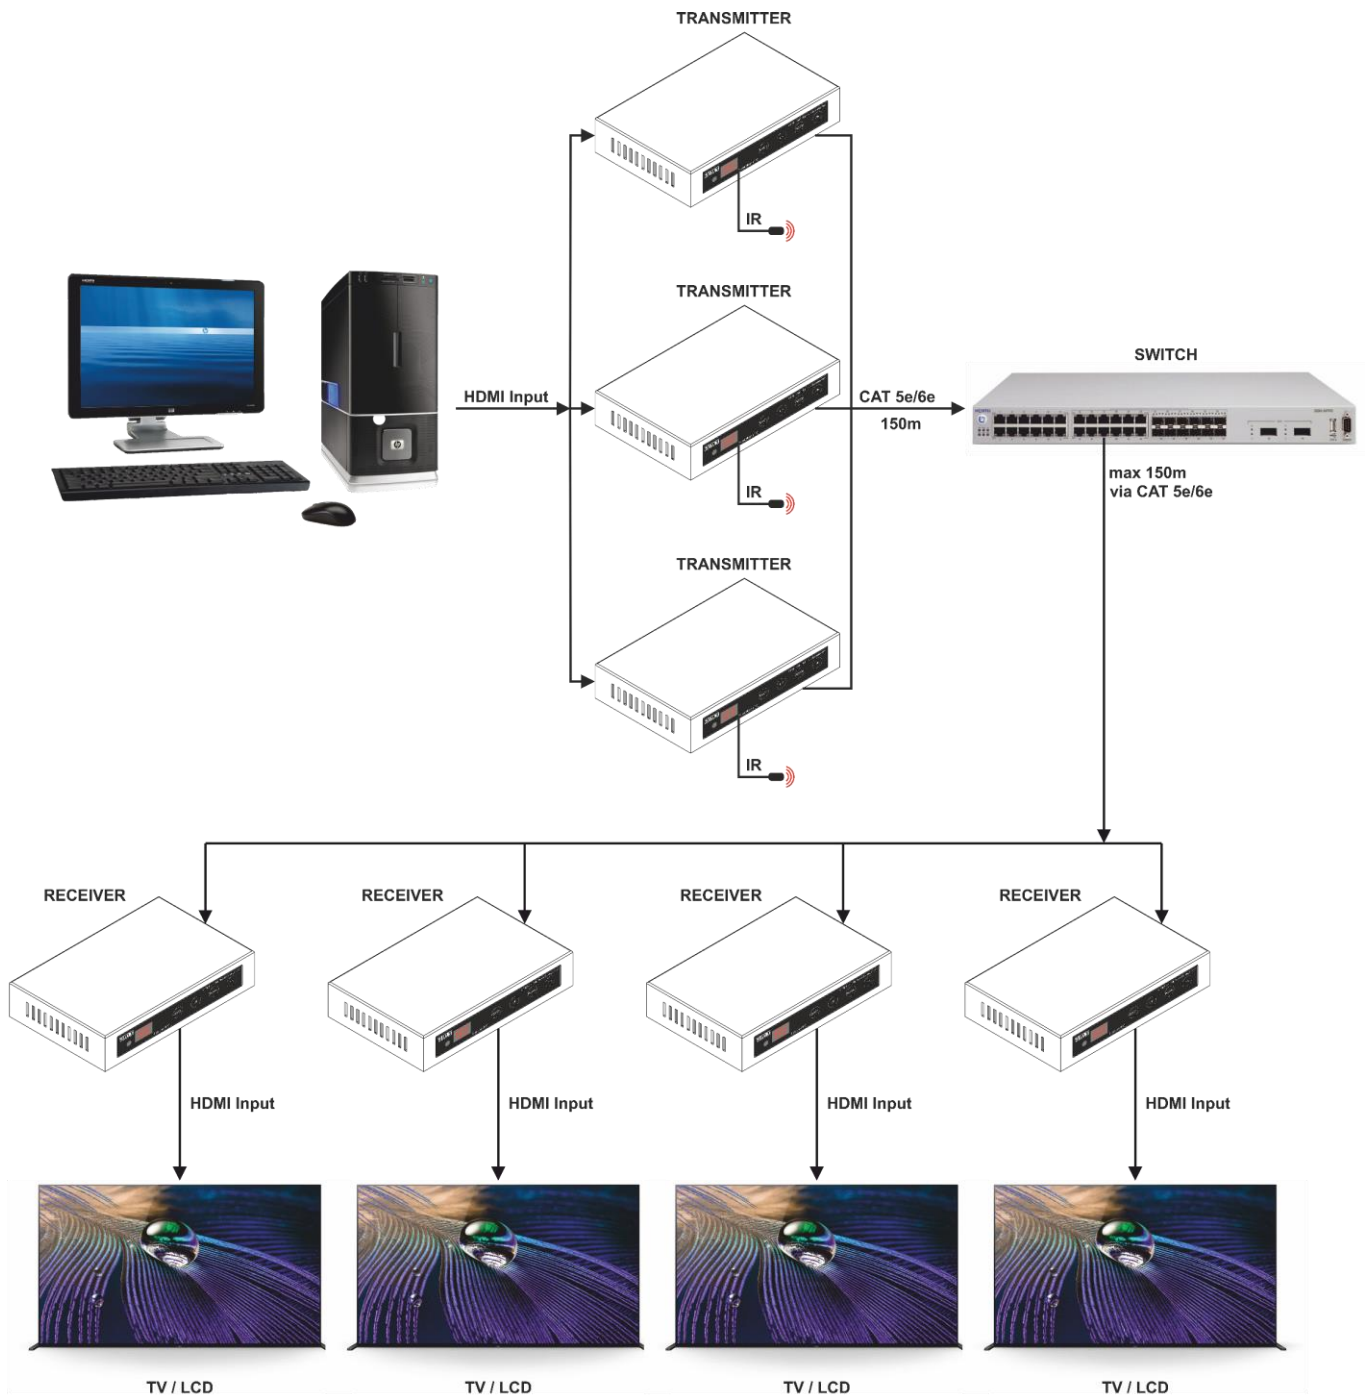 TRANSMITTER
IR
TRANSMITTER
SWITCH
HDMI Input
CAT 5e/6e
150m
IR
max 150m
via CAT 5e/6e
TRANSMITTER
IR
RECEIVER
RECEIVER
RECEIVER
RECEIVER
HDMI Input
HDMI Input
HDMI Input
HDMI Input
TV / LCD
TV / LCD
TV / LCD
TV / LCD